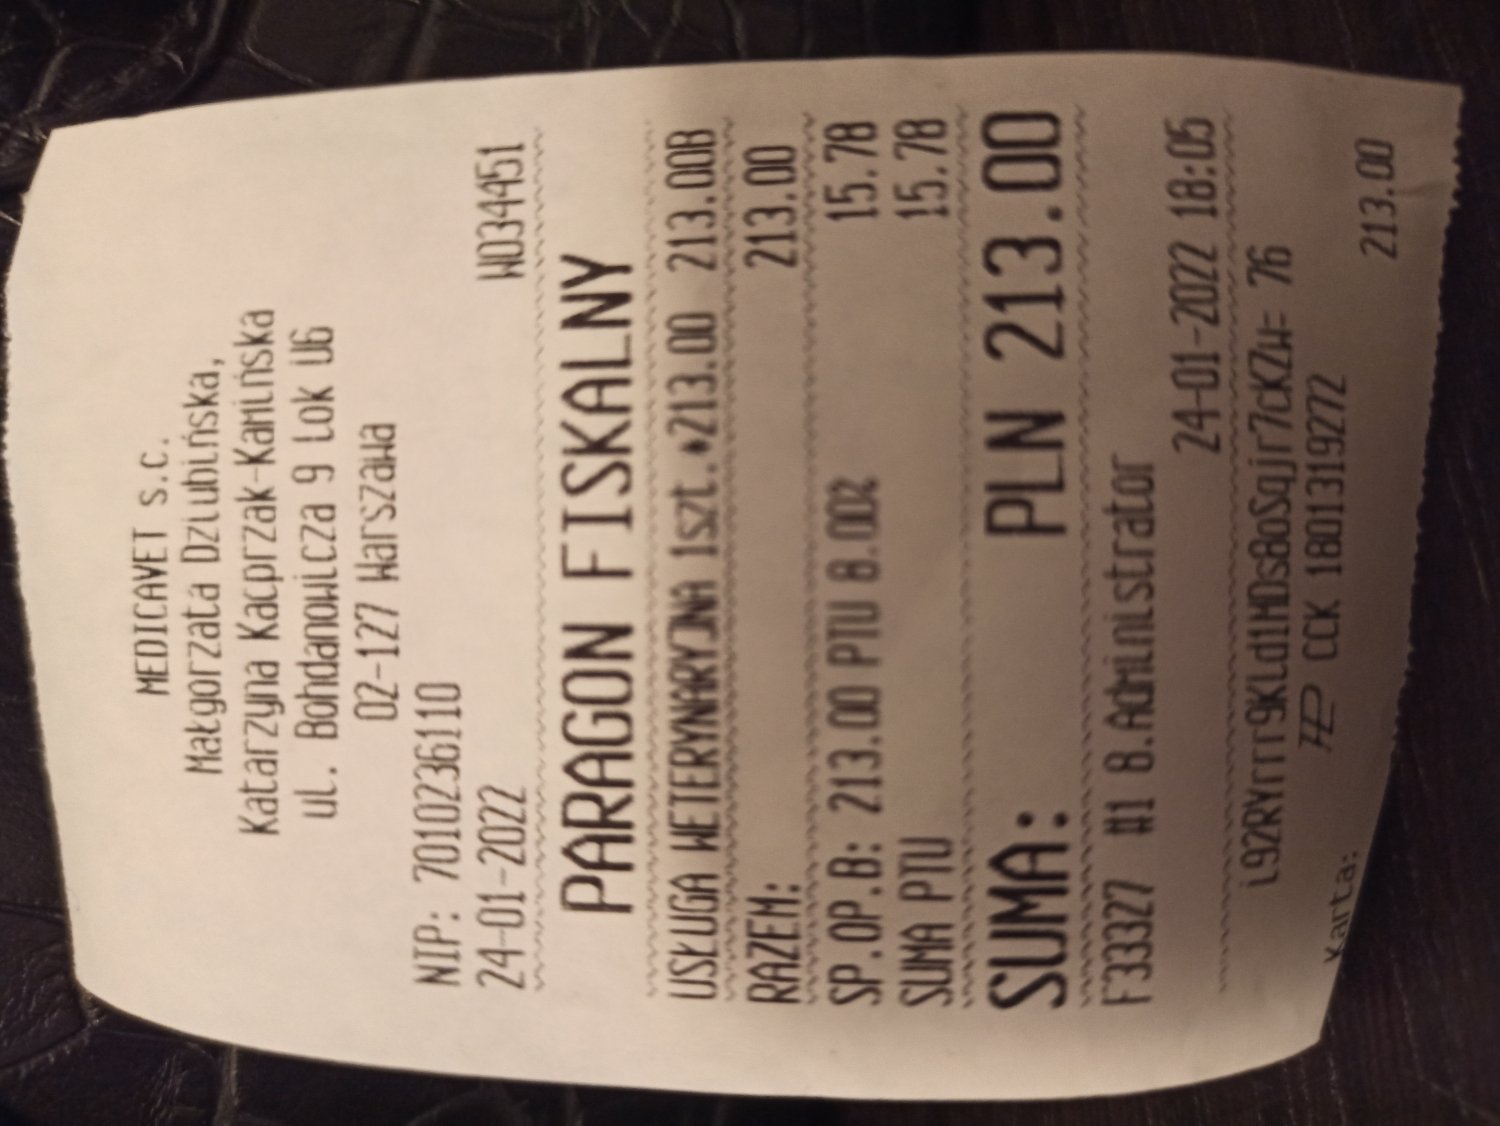 MEDICAVET s.c.
Małgorzata Dziubińska,
Katarzyna Kacprzak-Kamińska
ul. Bohdanowicza 9 lok U6
02-127 Warszawa
NIP: 7010236110
24-01-2022 W034451
PARAGON FISKALNY
USŁUGA WETERYNARYJNA 1szt.*213.00 213.00B
RAZEM: 213.00
SP.OP.B: 213.00 PTU 8.00% 15.78
SUMA PTU 15.78
SUMA: PLN 213.00
F33327 #1 B.Administrator 24-01-2022 18:05
CCK 1801319272
Karta: 213.00